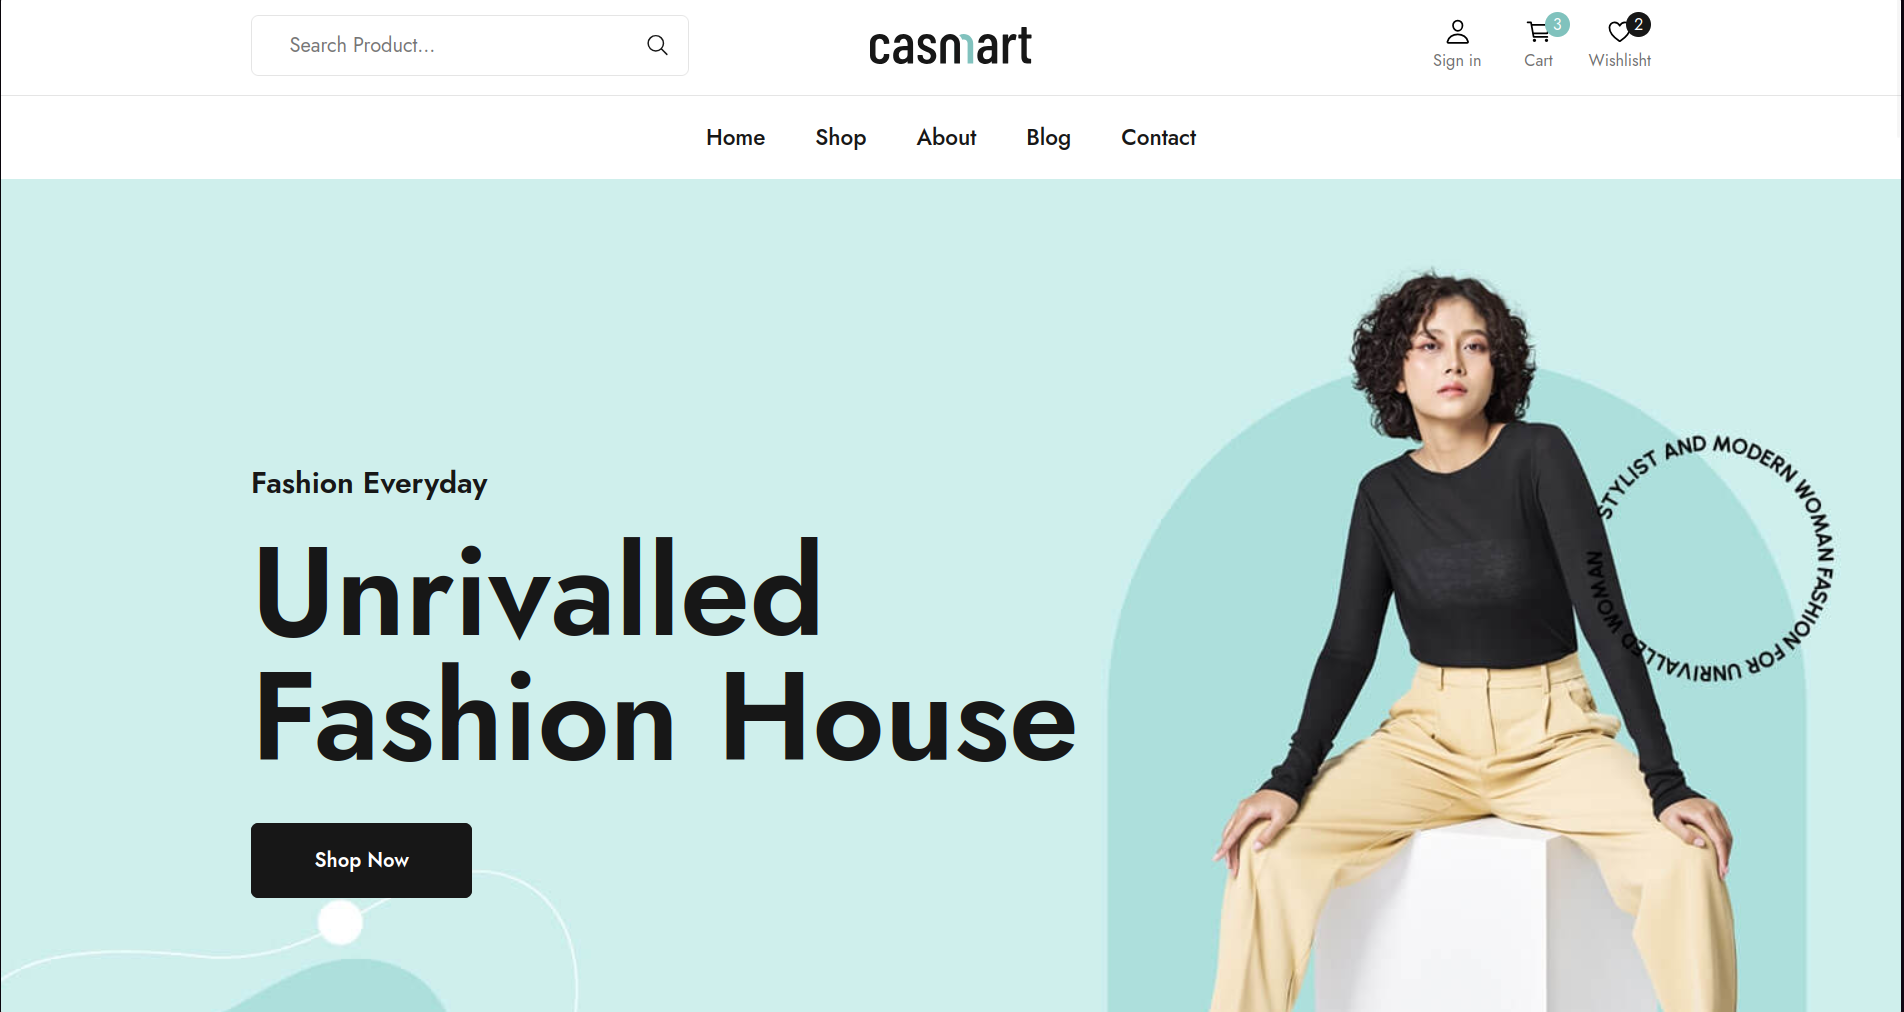 Search Product...
casmart
3
2
Sign in
Cart
Wishlisht
Home
Shop
About
Blog
Contact
Fashion Everyday
Unrivalled
Fashion House
Shop Now
STYLIST AND MODERN WOMAN FASHION FOR UNRIVALLED WOMAN